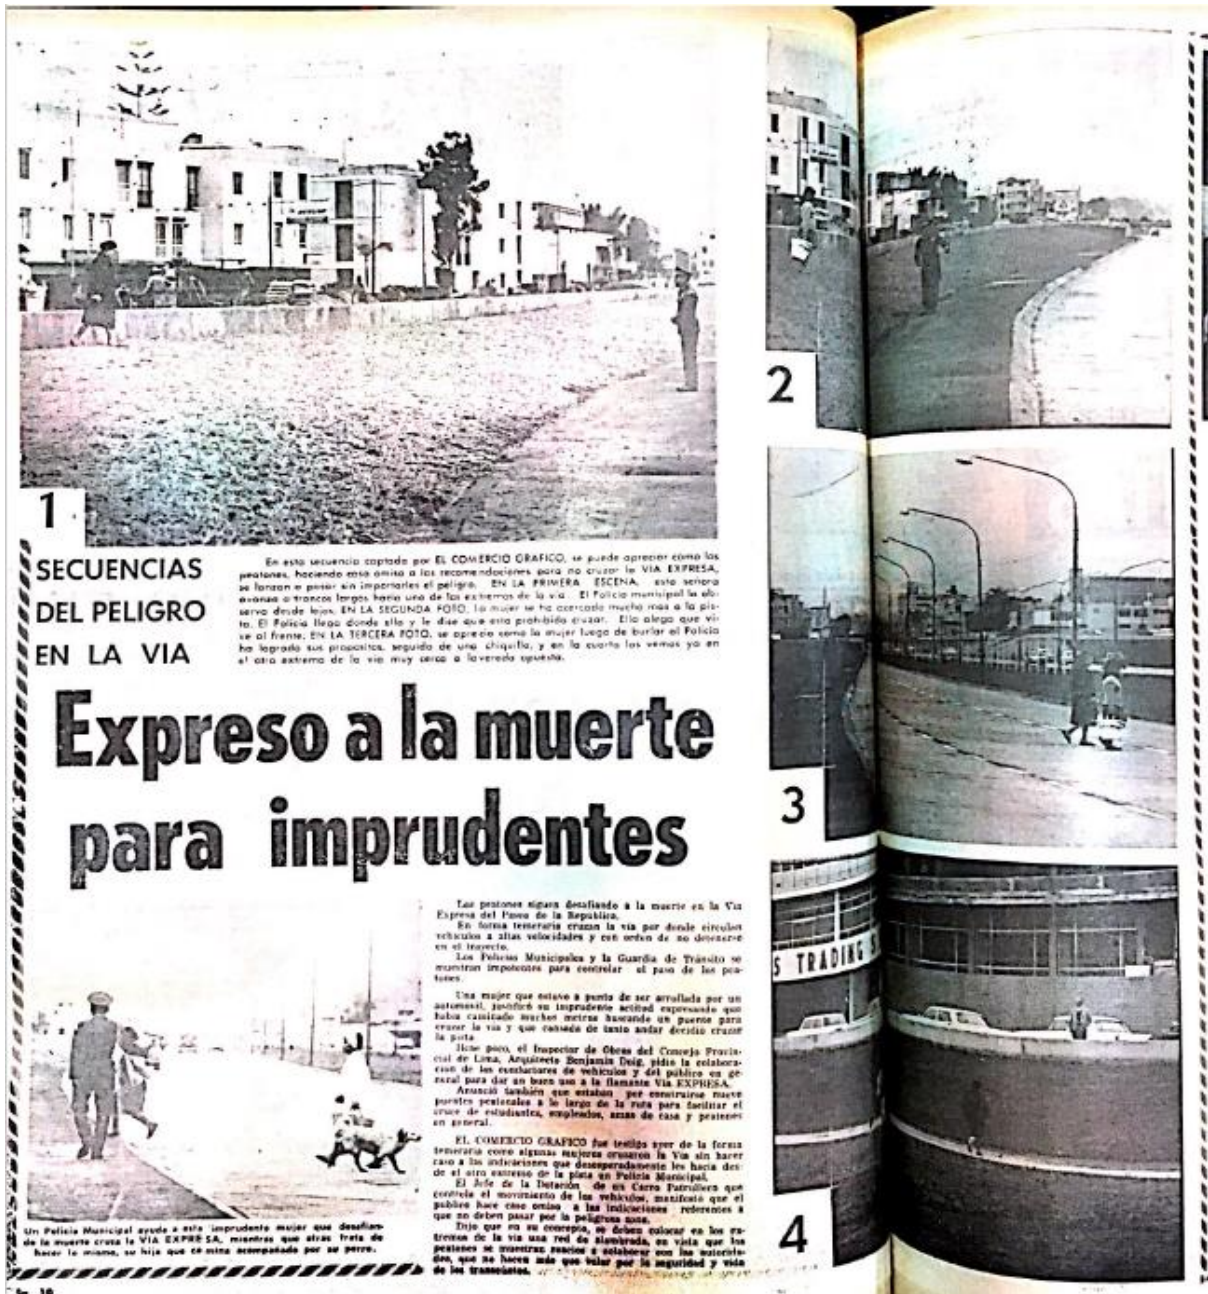 1
SECUENCIAS
DEL PELIGRO
EN LA VIA
En esta secuencia captada por EL COMERCIO GRAFICO, se puede apreciar como los
peatones, haciendo caso omiso a las recomendaciones para no cruzar la VIA EXPRESA,
se lanzan a pasar sin importarles el peligro. EN LA PRIMERA ESCENA, esta señora
avanza a trancos largos hacia uno de los extremos de la via. El Policia municipal la ob-
serva desde lejos. EN LA SEGUNDA FOTO, la mujer se ha acercado mucho mas a la pis-
ta. El Policia llega donde ella y le dice que esta prohibido cruzar. Ella alega que vi-
ve al frente; EN LA TERCERA FOTO, se aprecia como la mujer luego de burlar al Policia
ha logrado sus propositos, seguido de una chiquilla, y en la cuarta las vemos ya en
el otro extremo de la via muy cerca a la vereda opuesta.
Expreso a la muerte
para imprudentes
Los peatones siguen desafiando a la muerte en la Via
Expresa del Paseo de la República.
En forma temeraria cruzan la vía por donde circulan
vehículos a altas velocidades y con orden de no detenerse
en el trayecto.
Los Policías Municipales y la Guardia de Tránsito se
muestran impotentes para controlar el paso de los pea-
tones.
Una mujer que estuvo a punto de ser arrollada por un
automóvil, justificó su imprudente actitud expresando que
había caminado muchos metros buscando un puente para
cruzar la vía y que cansada de tanto andar decidió cruzar
la pista.
Hace poco, el Inspector de Obras del Concejo Provin-
cial de Lima, Arquitecto Benjamín Doig, pidió la colabora-
ción de los conductores de vehículos y del público en ge-
neral para dar un buen uso a la flamante Via EXPRESA.
Anunció también que estaban por construirse nueve
puentes peatonales a lo largo de la ruta para facilitar el
cruce de estudiantes, empleados, amas de casa y peatones
en general.
EL COMERCIO GRAFICO fue testigo ayer de la forma
temeraria como algunas mujeres cruzaron la Vía sin hacer
caso a las indicaciones que desesperadamente les hacía des-
de el otro extremo de la pista un Policía Municipal.
El Jefe de la Dotación de un Carro Patrullero que
controla el movimiento de los vehículos, manifestó que el
público hace caso omiso a las indicaciones referentes a
que no deben pasar por la peligrosa zona.
Dijo que en su concepto, se deben colocar en los ex-
tremos de la vía una red de alambrada, en vista que los
peatones se muestran reacios a colaborar con las autorida-
des, que no hacen más que velar por la seguridad y vida
de los transeúntes.
Un Policía Municipal ayuda a esta imprudente mujer que desafian-
do la muerte cruza la VIA EXPRESA, mientras que atras trata de
hacer lo mismo, su hija que camina acompañada por su perro.
2
3
S TRADING S
4